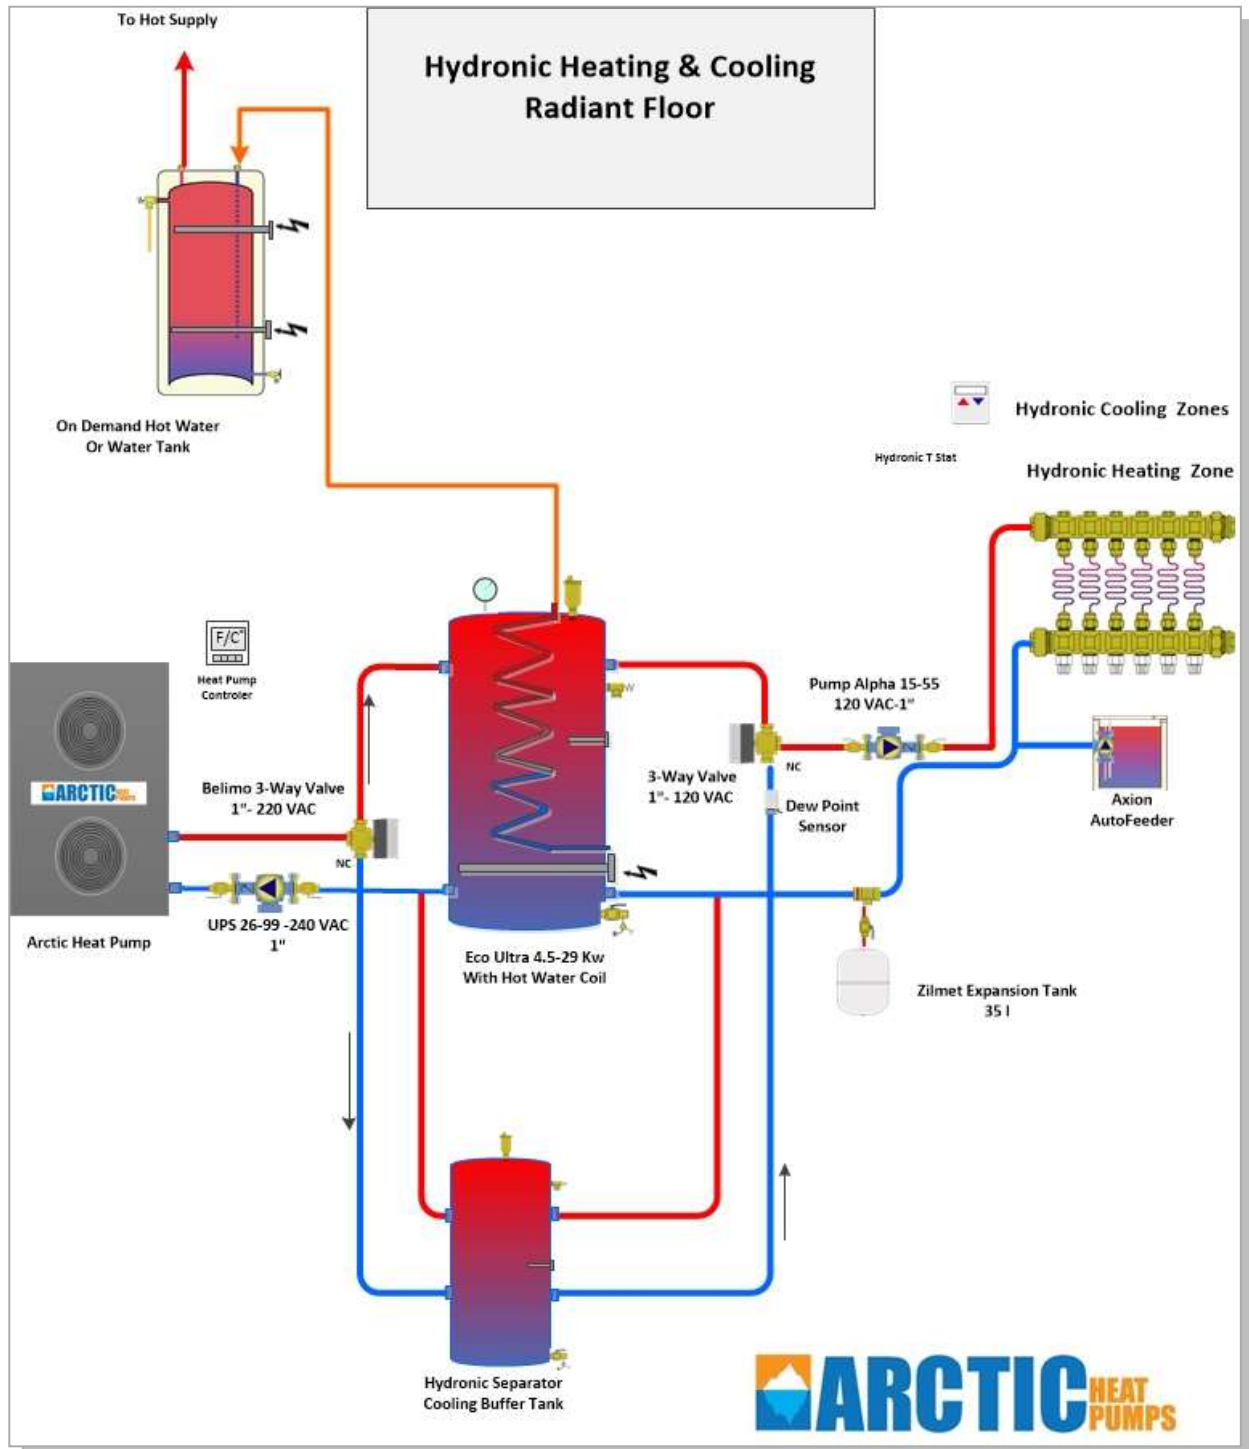 To Hot Supply
Hydronic Heating & Cooling
Radiant Floor
On Demand Hot Water
Or Water Tank
Hydronic Cooling Zones
Hydronic T Stat
Hydronic Heating Zone
F/C°
Heat Pump
Controler
Pump Alpha 15-55
120 VAC-1"
ARCTIC HEAT PUMPS
Belimo 3-Way Valve
1"- 220 VAC
NC
3-Way Valve
1"- 120 VAC
NC
Dew Point
Sensor
Axion
AutoFeeder
UPS 26-99 -240 VAC
1"
Arctic Heat Pump
Eco Ultra 4.5-29 Kw
With Hot Water Coil
Zilmet Expansion Tank
35 l
Hydronic Separator
Cooling Buffer Tank
ARCTIC HEAT
PUMPS